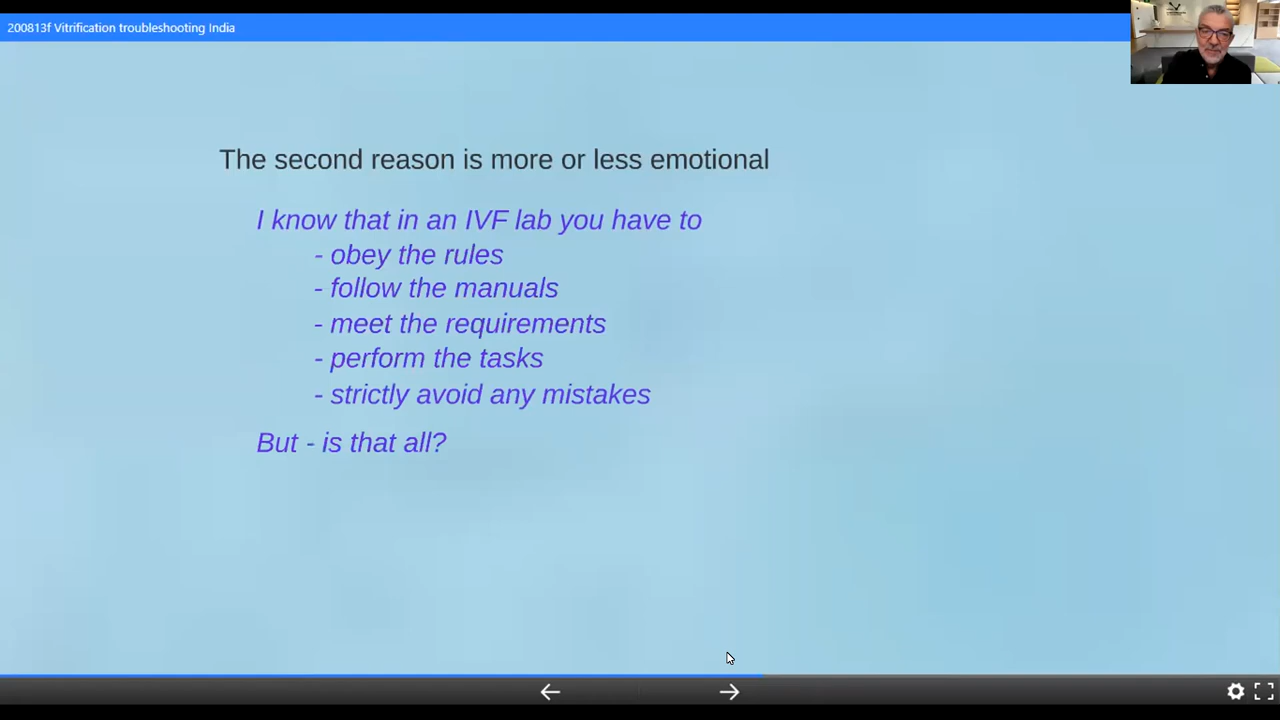 200813f Vitrification troubleshooting India
The second reason is more or less emotional
I know that in an IVF lab you have to
- obey the rules
- follow the manuals
- meet the requirements
- perform the tasks
- strictly avoid any mistakes
But - is that all?